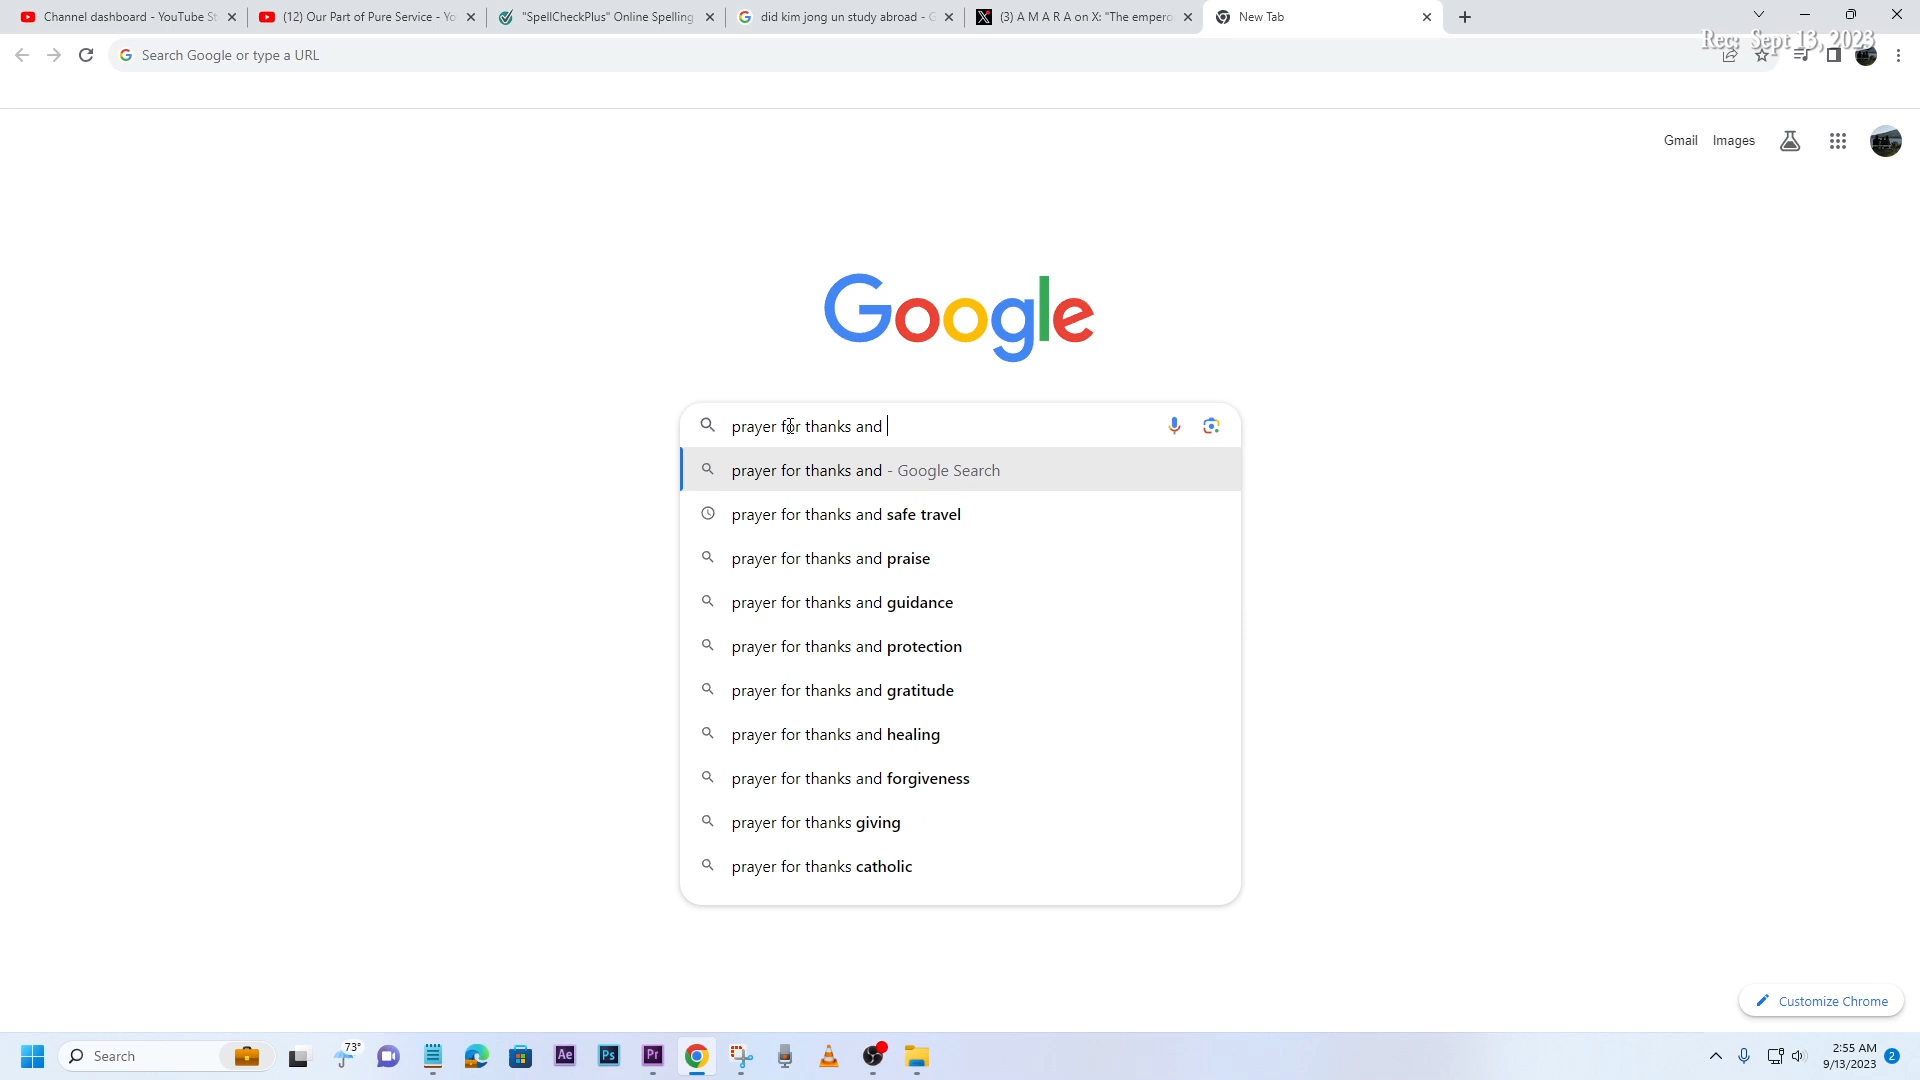 Channel dashboard - YouTube St
(12) Our Part of Pure Service - Yo
"SpellCheckPlus" Online Spelling
did kim jong un study abroad - G
(3) A M A R A on X: "The empero
New Tab
Rec: Sept 13, 2023
Search Google or type a URL
Gmail Images
Google
prayer for thanks and
prayer for thanks and - Google Search
prayer for thanks and safe travel
prayer for thanks and praise
prayer for thanks and guidance
prayer for thanks and protection
prayer for thanks and gratitude
prayer for thanks and healing
prayer for thanks and forgiveness
prayer for thanks giving
prayer for thanks catholic
Customize Chrome
Search
73°
Ae
Ps
Pr
2:55 AM
9/13/2023
2